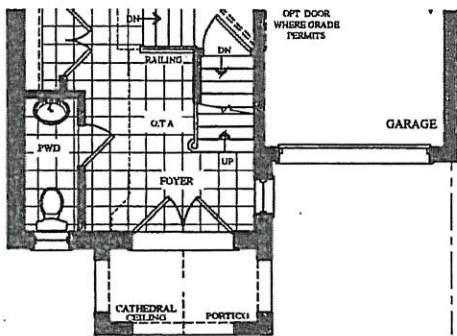 OPT DOOR
WHERE GRADE
PERMITS
DN
RAILING
DN
O.T.A
GARAGE
PWD
UP
FOYER
CATHEDRAL
CEILING
PORTICO